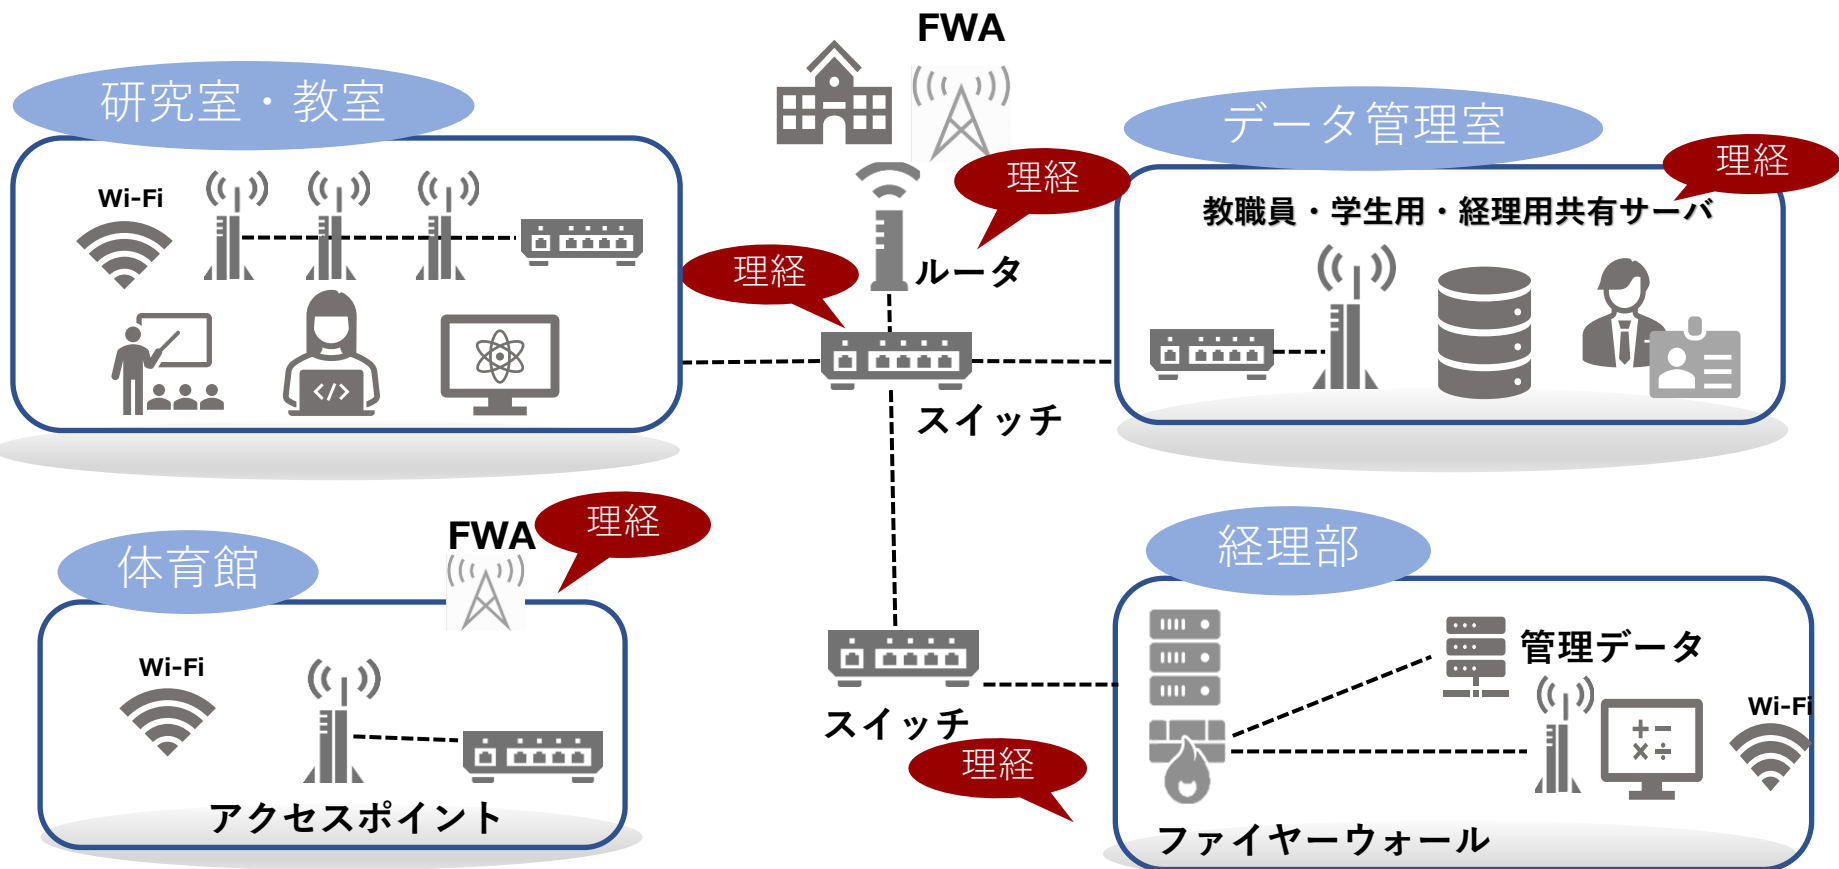 FWA
研究室・教室
データ管理室
理経
理経
Wi-Fi
教職員・学生用・経理用共有サーバ
理経
ルータ
スイッチ
FWA
理経
体育館
経理部
Wi-Fi
管理データ
スイッチ
Wi-Fi
理経
アクセスポイント
ファイヤーウォール